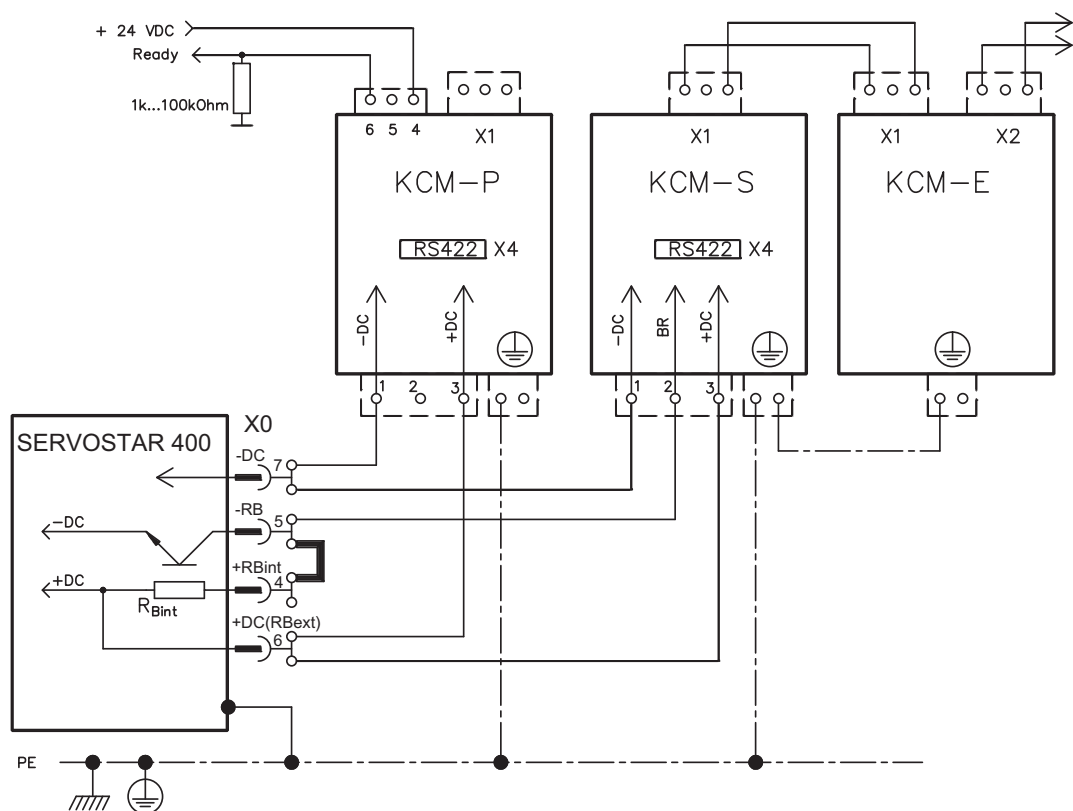 + 24 VDC
Ready
1k...100kOhm
6 5 4
X1
X1
X1
X2
KCM-P
KCM-S
KCM-E
RS422 X4
RS422 X4
-DC
+DC
-DC
BR
+DC
1 2 3
1 2 3
SERVOSTAR 400
X0
-DC
7
-RB
5
-DC
+RBint
4
+DC
RBint
+DC(RBext)
6
PE